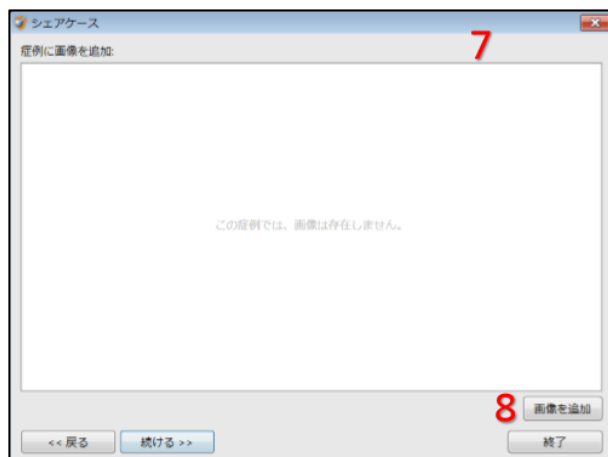 シェアケース
症例に画像を追加:
7
この症例では、画像は存在しません。
8 画像を追加
<< 戻る 続ける >> 終了